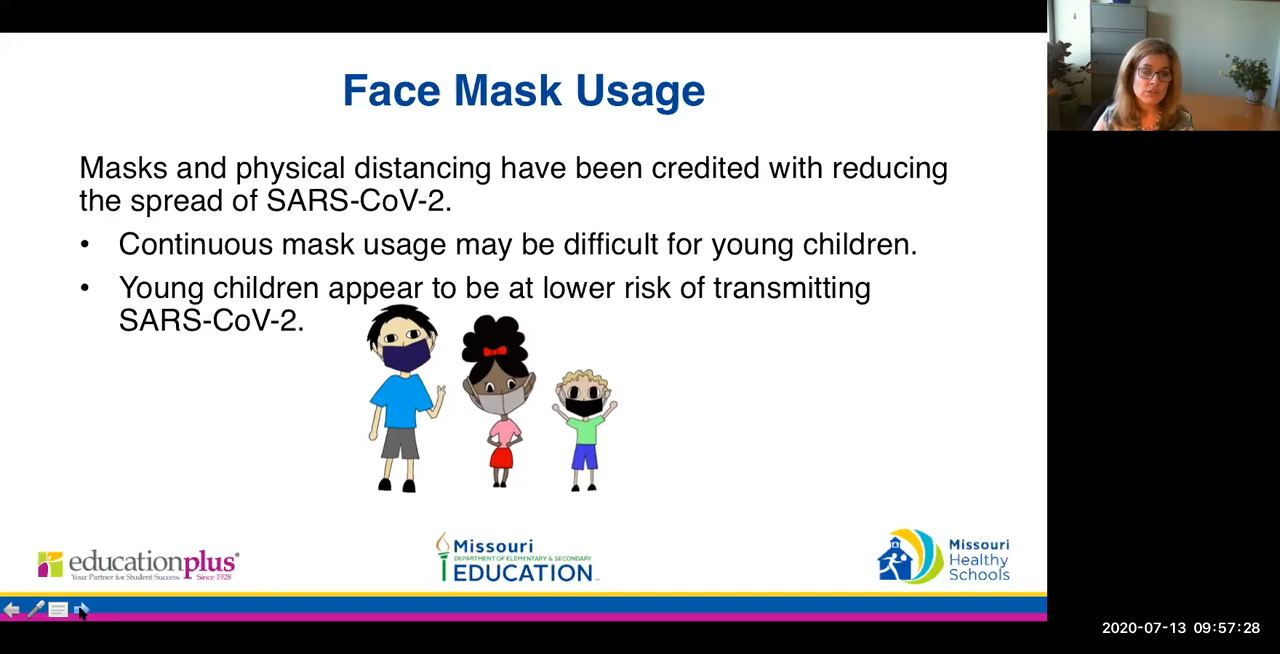 Face Mask Usage
Masks and physical distancing have been credited with reducing
the spread of SARS-CoV-2.
• Continuous mask usage may be difficult for young children.
• Young children appear to be at lower risk of transmitting
SARS-CoV-2.
educationplus®
Your Partner for Student Success Since 1928
Missouri
DEPARTMENT OF ELEMENTARY & SECONDARY
EDUCATION™
Missouri
Healthy
Schools
2020-07-13 09:57:28